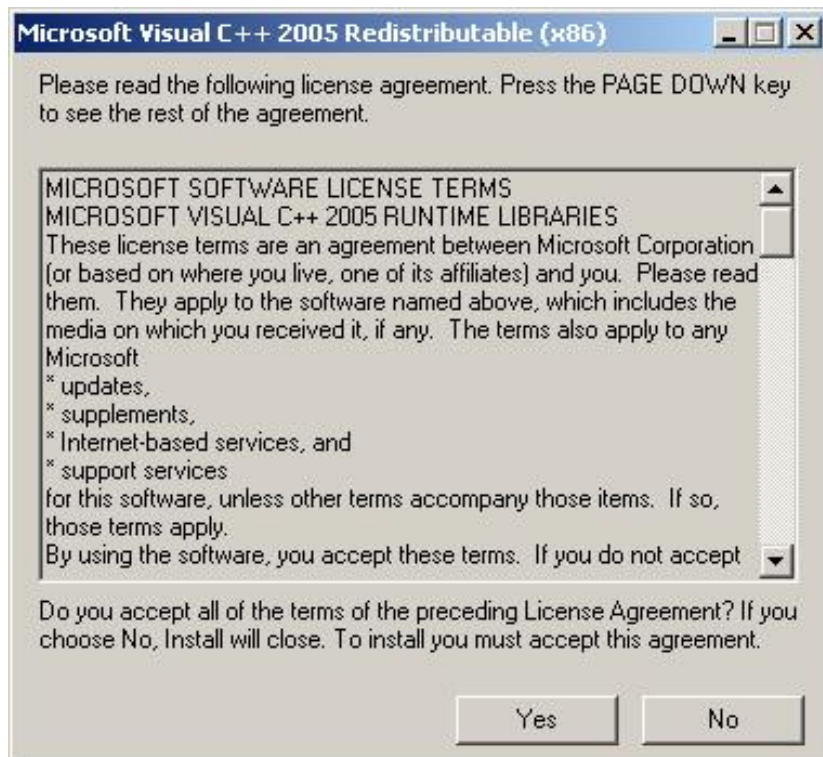 Microsoft Visual C++ 2005 Redistributable (x86)
Please read the following license agreement. Press the PAGE DOWN key
to see the rest of the agreement.
MICROSOFT SOFTWARE LICENSE TERMS
MICROSOFT VISUAL C++ 2005 RUNTIME LIBRARIES
These license terms are an agreement between Microsoft Corporation
(or based on where you live, one of its affiliates) and you.  Please read
them.  They apply to the software named above, which includes the
media on which you received it, if any.  The terms also apply to any
Microsoft
* updates,
* supplements,
* Internet-based services, and
* support services
for this software, unless other terms accompany those items.  If so,
those terms apply.
By using the software, you accept these terms.  If you do not accept
Do you accept all of the terms of the preceding License Agreement? If you
choose No, Install will close. To install you must accept this agreement.
Yes No